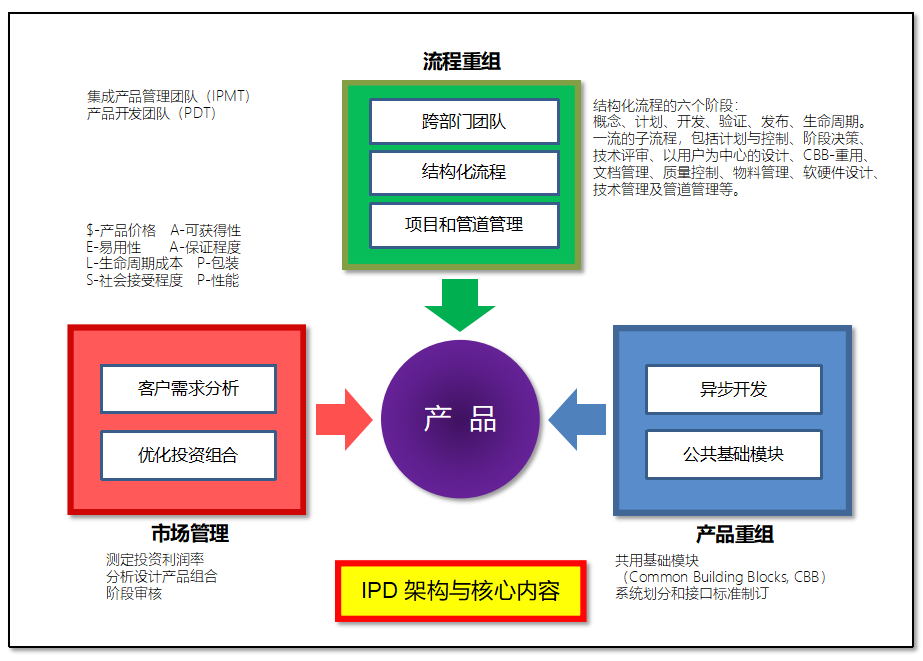 流程重组
集成产品管理团队（IPMT）
产品开发团队（PDT）
跨部门团队
结构化流程
项目和管道管理
结构化流程的六个阶段：
概念、计划、开发、验证、发布、生命周期。
一流的子流程，包括计划与控制、阶段决策、
技术评审、以用户为中心的设计、CBB-重用、
文档管理、质量控制、物料管理、软硬件设计、
技术管理及管道管理等。
$-产品价格 A-可获得性
E-易用性 A-保证程度
L-生命周期成本 P-包装
S-社会接受程度 P-性能
客户需求分析
优化投资组合
产 品
异步开发
公共基础模块
市场管理
测定投资利润率
分析设计产品组合
阶段审核
产品重组
共用基础模块
（Common Building Blocks, CBB）
系统划分和接口标准制订
IPD 架构与核心内容